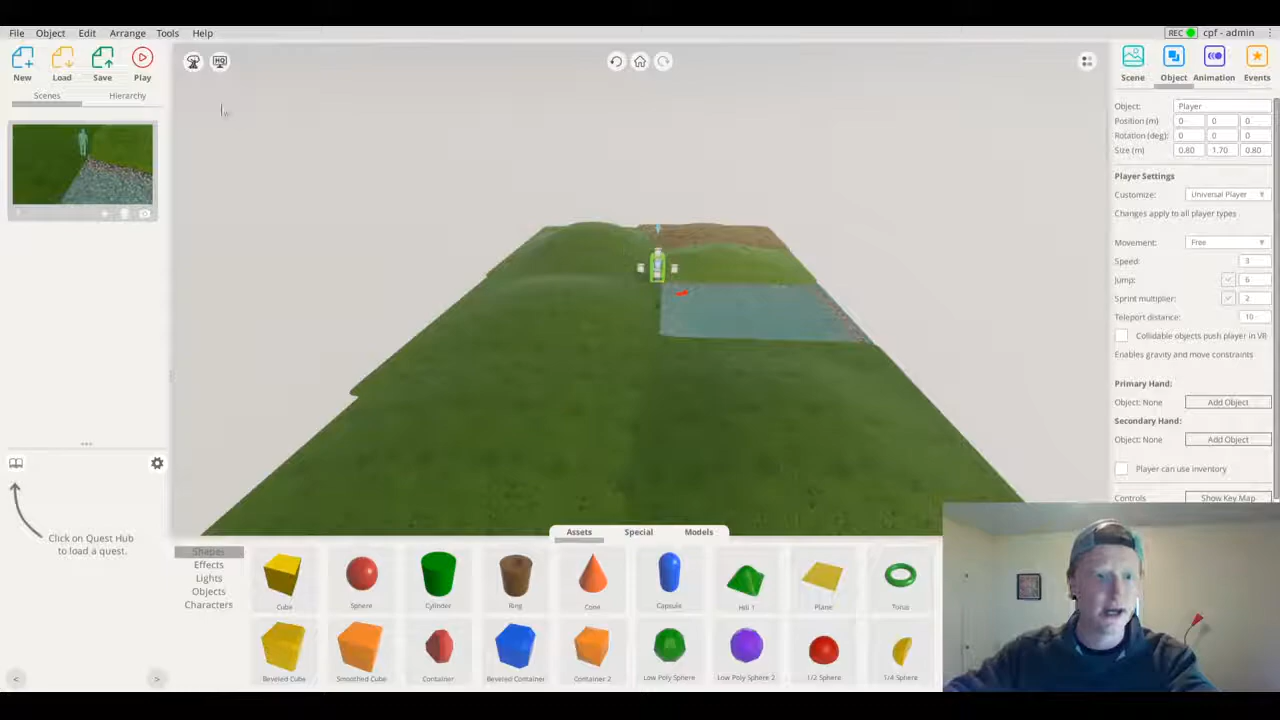 File Object Edit Arrange Tools Help
REC cpf - admin
New Load Save Play
HQ
Scene Object Animation Events
Scenes Hierarchy
Object: Player
Position (m) 0 0 0
Rotation (deg): 0 0 0
Size (m) 0.80 1.70 0.80
Player Settings
Customize: Universal Player
Changes apply to all player types
Movement: Free
Speed: 3
Jump: 6
Sprint multiplier: 2
Teleport distance: 10
Collidable objects push player in VR
Enables gravity and move constraints
Primary Hand:
Object: None Add Object
Secondary Hand:
Object: None Add Object
Player can use inventory
Controls Show Key Map
Click on Quest Hub
to load a quest.
Assets Special Models
Shapes
Effects
Lights
Objects
Characters
Cube Sphere Cylinder Ring Cone Capsule Hill 1 Plane Torus
Beveled Cube Smoothed Cube Container Beveled Container Container 2 Low Poly Sphere Low Poly Sphere 2 1/2 Sphere 1/4 Sphere
< >